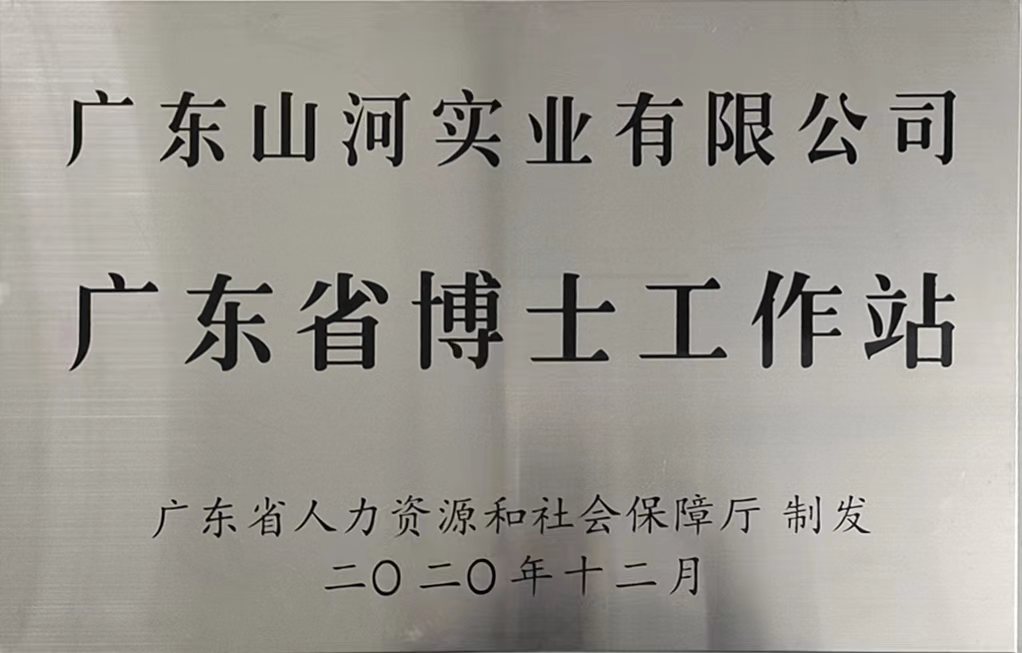 广东山河实业有限公司
广东省博士工作站
广东省人力资源和社会保障厅 制发
二〇二〇年十二月